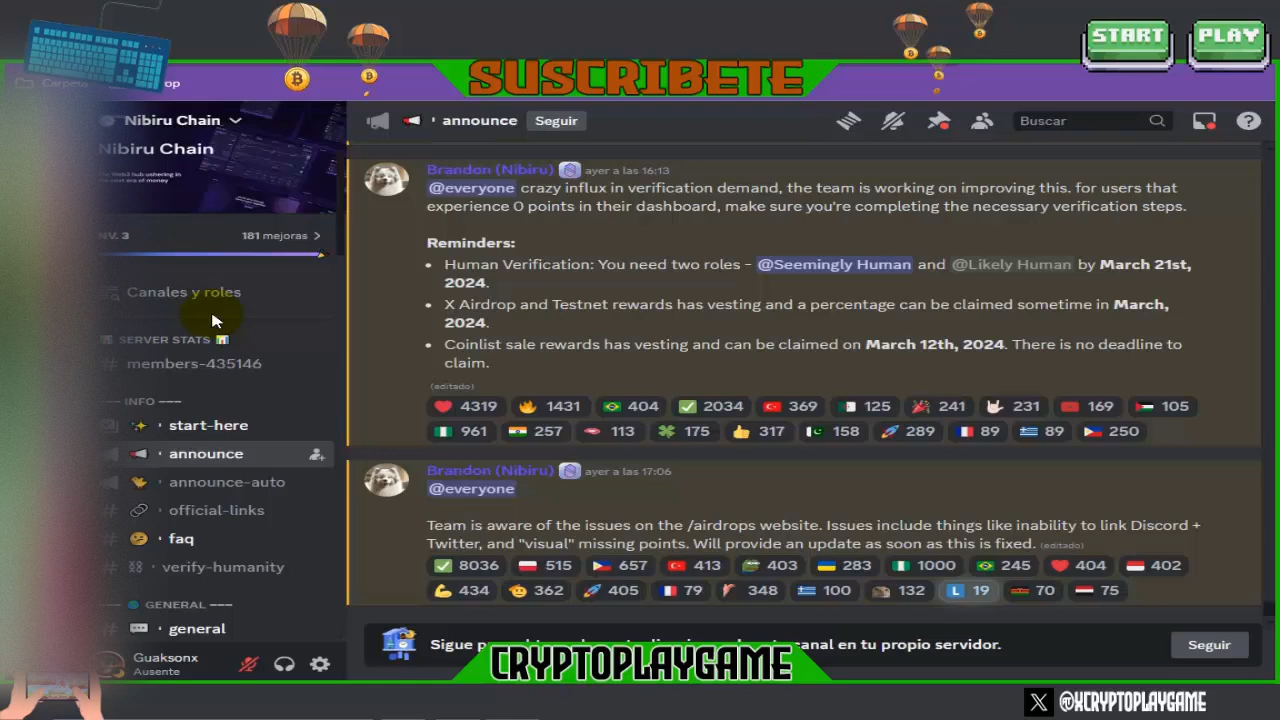 START PLAY
SUSCRIBETE
Carpeta
Nibiru Chain
announce
Seguir
Buscar
Nibiru Chain
The Web3 hub ushering in
the next era of money
NV. 3
181 mejoras
Canales y roles
SERVER STATS
members-435146
INFO
start-here
announce
announce-auto
official-links
faq
verify-humanity
GENERAL
general
Guaksonx
Ausente
Brandon (Nibiru) ayer a las 16:13
@everyone crazy influx in verification demand, the team is working on improving this. for users that
experience 0 points in their dashboard, make sure you're completing the necessary verification steps.
Reminders:
• Human Verification: You need two roles - @Seemingly Human and @Likely Human by March 21st,
2024.
• X Airdrop and Testnet rewards has vesting and a percentage can be claimed sometime in March,
2024.
• Coinlist sale rewards has vesting and can be claimed on March 12th, 2024. There is no deadline to
claim.
(editado)
4319 1431 404 2034 369 125 241 231 169 105
961 257 113 175 317 158 289 89 89 250
Brandon (Nibiru) ayer a las 17:06
@everyone
Team is aware of the issues on the /airdrops website. Issues include things like inability to link Discord +
Twitter, and "visual" missing points. Will provide an update as soon as this is fixed. (editado)
8036 515 657 413 403 283 1000 245 404 402
434 362 405 79 348 100 132 L 19 70 75
canal en tu propio servidor.
Seguir
CRYPTOPLAYGAME
X @XCRYPTOPLAYGAME